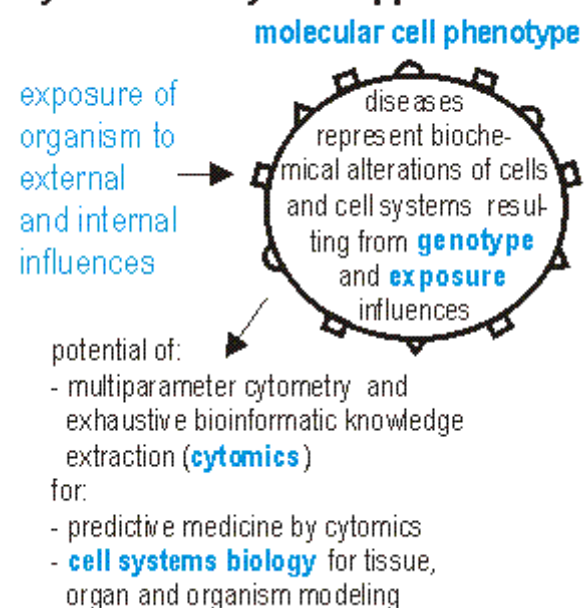 molecular cell phenotype
exposure of
organism to
external
and internal
influences
diseases
represent bioche-
mical alterations of cells
and cell systems resul-
ting from genotype
and exposure
influences
potential of:
- multiparameter cytometry and
exhaustive bioinformatic knowledge
extraction (cytomics)
for:
- predictive medicine by cytomics
- cell systems biology for tissue,
organ and organism modeling